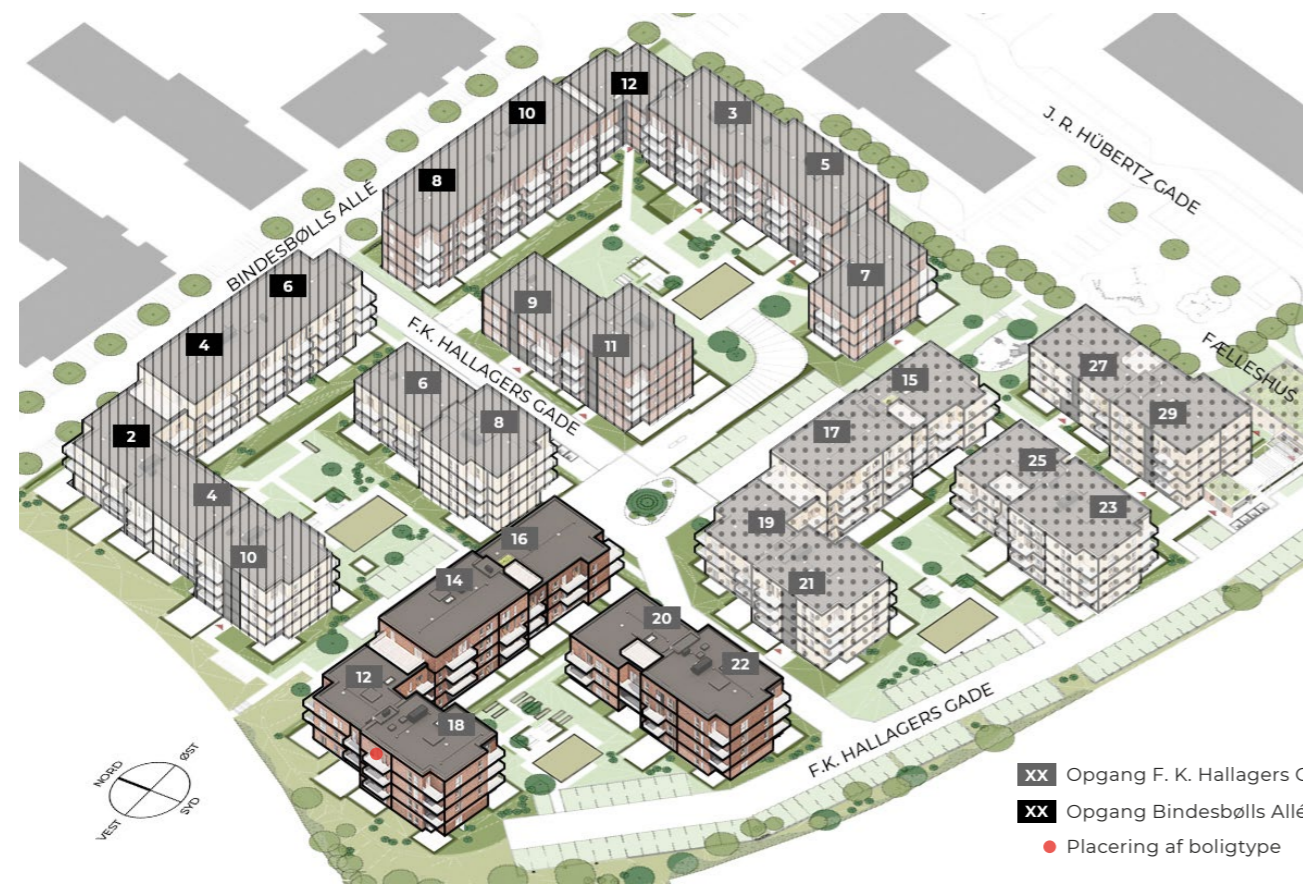 12
10
3
J. R. HÜBERTZ GADE
5
8
BINDESBØLLS ALLÉ
6
9
7
F.K. HALLAGERS GADE
11
4
FÆLLESHUS
27
15
6
29
8
17
2
25
4
23
19
10
16
21
14
20
12
22
18
F.K. HALLAGERS GADE
NORD
ØST
VEST
SYD
XX Opgang F. K. Hallagers G
XX Opgang Bindesbølls Allé
Placering af boligtype